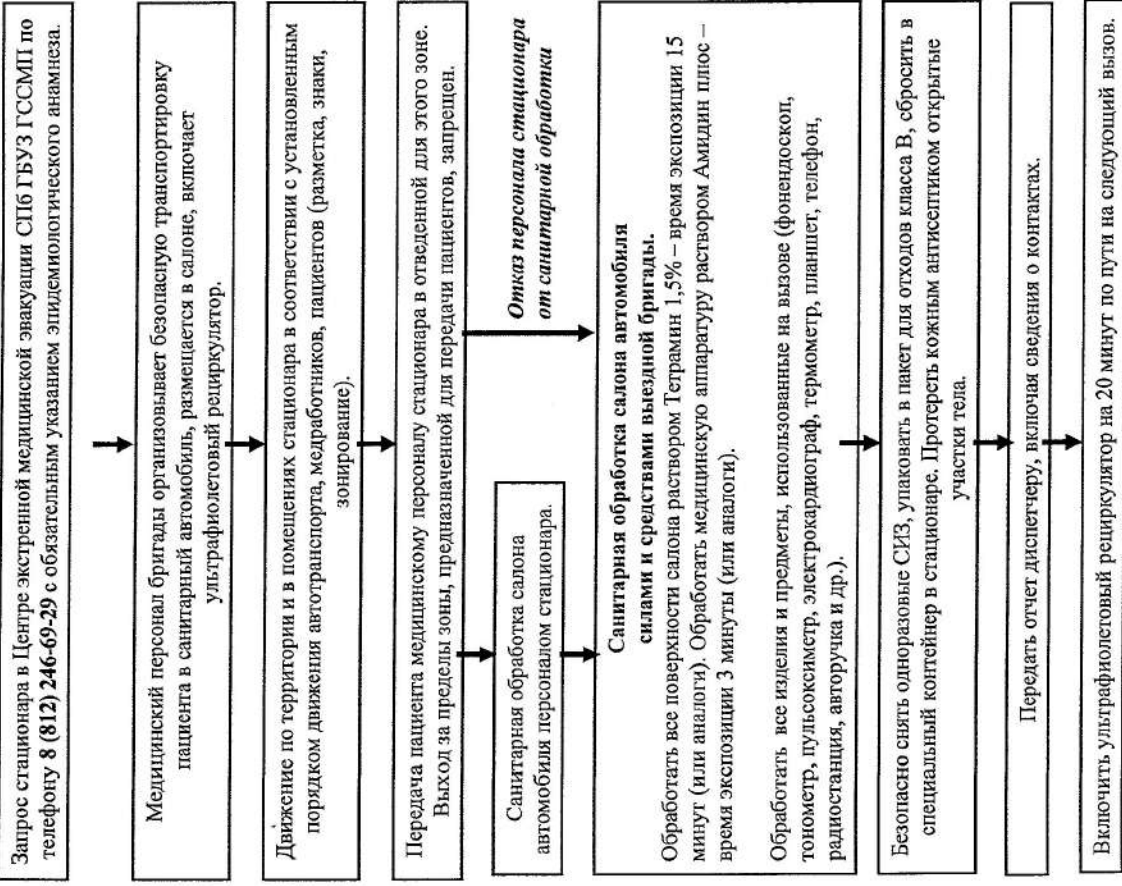 Запрос стационара в Центре экстренной медицинской эвакуации СПб ГБУЗ ГССМП по
телефону 8 (812) 246-69-29 с обязательным указанием эпидемиологического анамнеза.
Медицинский персонал бригады организовывает безопасную транспортировку
пациента в санитарный автомобиль, размещается в салоне, включает
ультрафиолетовый рециркулятор.
Движение по территории и в помещениях стационара в соответствии с установленным
порядком движения автотранспорта, медработников, пациентов (разметка, знаки,
зонирование).
Передача пациента медицинскому персоналу стационара в отведенной для этого зоне.
Выход за пределы зоны, предназначенной для передачи пациентов, запрещен.
Отказ персонала стационара
от санитарной обработки
Санитарная обработка салона
автомобиля персоналом стационара.
Санитарная обработка салона автомобиля
силами и средствами выездной бригады.
Обработать все поверхности салона раствором Тетрамин 1,5% – время экспозиции 15
минут (или аналоги). Обработать медицинскую аппаратуру раствором Амидин плюс –
время экспозиции 3 минуты (или аналоги).
Обработать все изделия и предметы, использованные на вызове (фонендоскоп,
тонометр, пульсоксиметр, электрокардиограф, термометр, планшет, телефон,
радиостанция, авторучка и др.).
Безопасно снять одноразовые СИЗ, упаковать в пакет для отходов класса В, сбросить в
специальный контейнер в стационаре. Протереть кожным антисептиком открытые
участки тела.
Передать отчет диспетчеру, включая сведения о контактах.
Включить ультрафиолетовый рециркулятор на 20 минут по пути на следующий вызов.